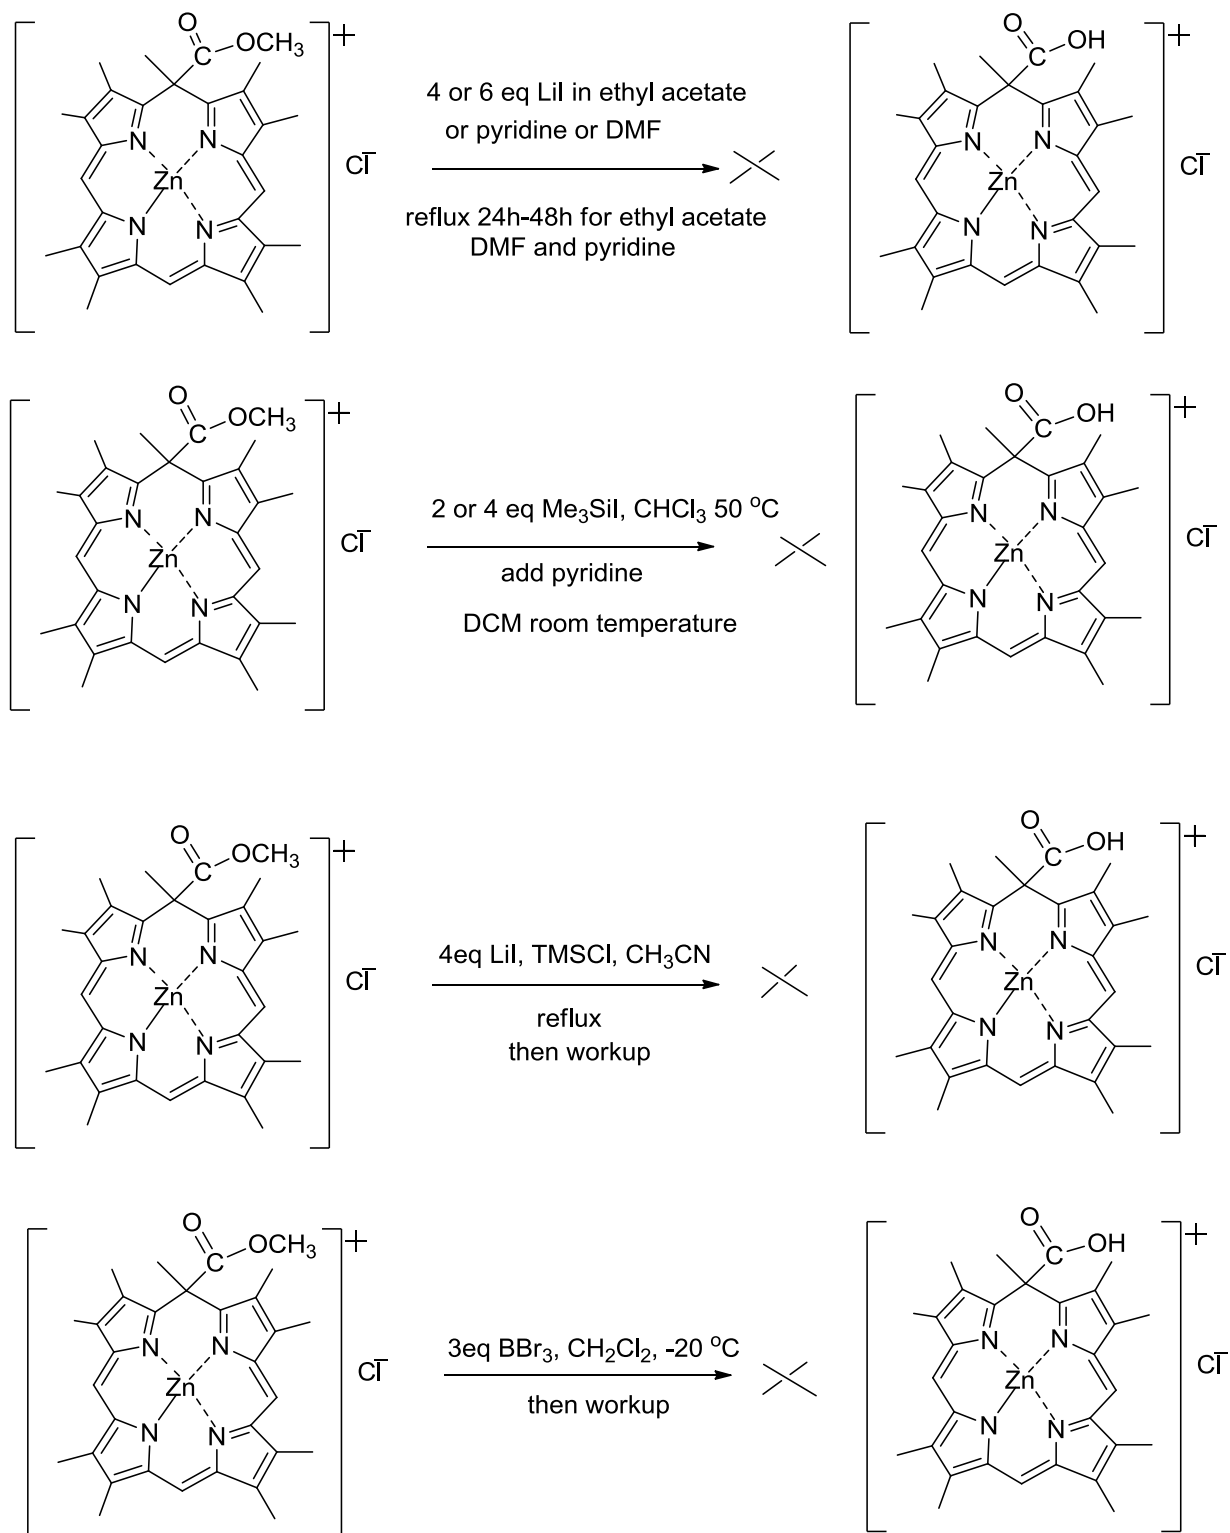 O
C
OCH3
+
4 or 6 eq LiI in ethyl acetate
or pyridine or DMF
O
C
OH
+
N
N
Zn
N
N
Cl-
reflux 24h-48h for ethyl acetate
DMF and pyridine
N
N
Zn
N
N
Cl-
O
C
OCH3
+
2 or 4 eq Me3SiI, CHCl3 50 oC
add pyridine
DCM room temperature
O
C
OH
+
N
N
Zn
N
N
Cl-
N
N
Zn
N
N
Cl-
O
C
OCH3
+
4eq LiI, TMSCl, CH3CN
reflux
then workup
O
C
OH
+
N
N
Zn
N
N
Cl-
N
N
Zn
N
N
Cl-
O
C
OCH3
+
3eq BBr3, CH2Cl2, -20 oC
then workup
O
C
OH
+
N
N
Zn
N
N
Cl-
N
N
Zn
N
N
Cl-